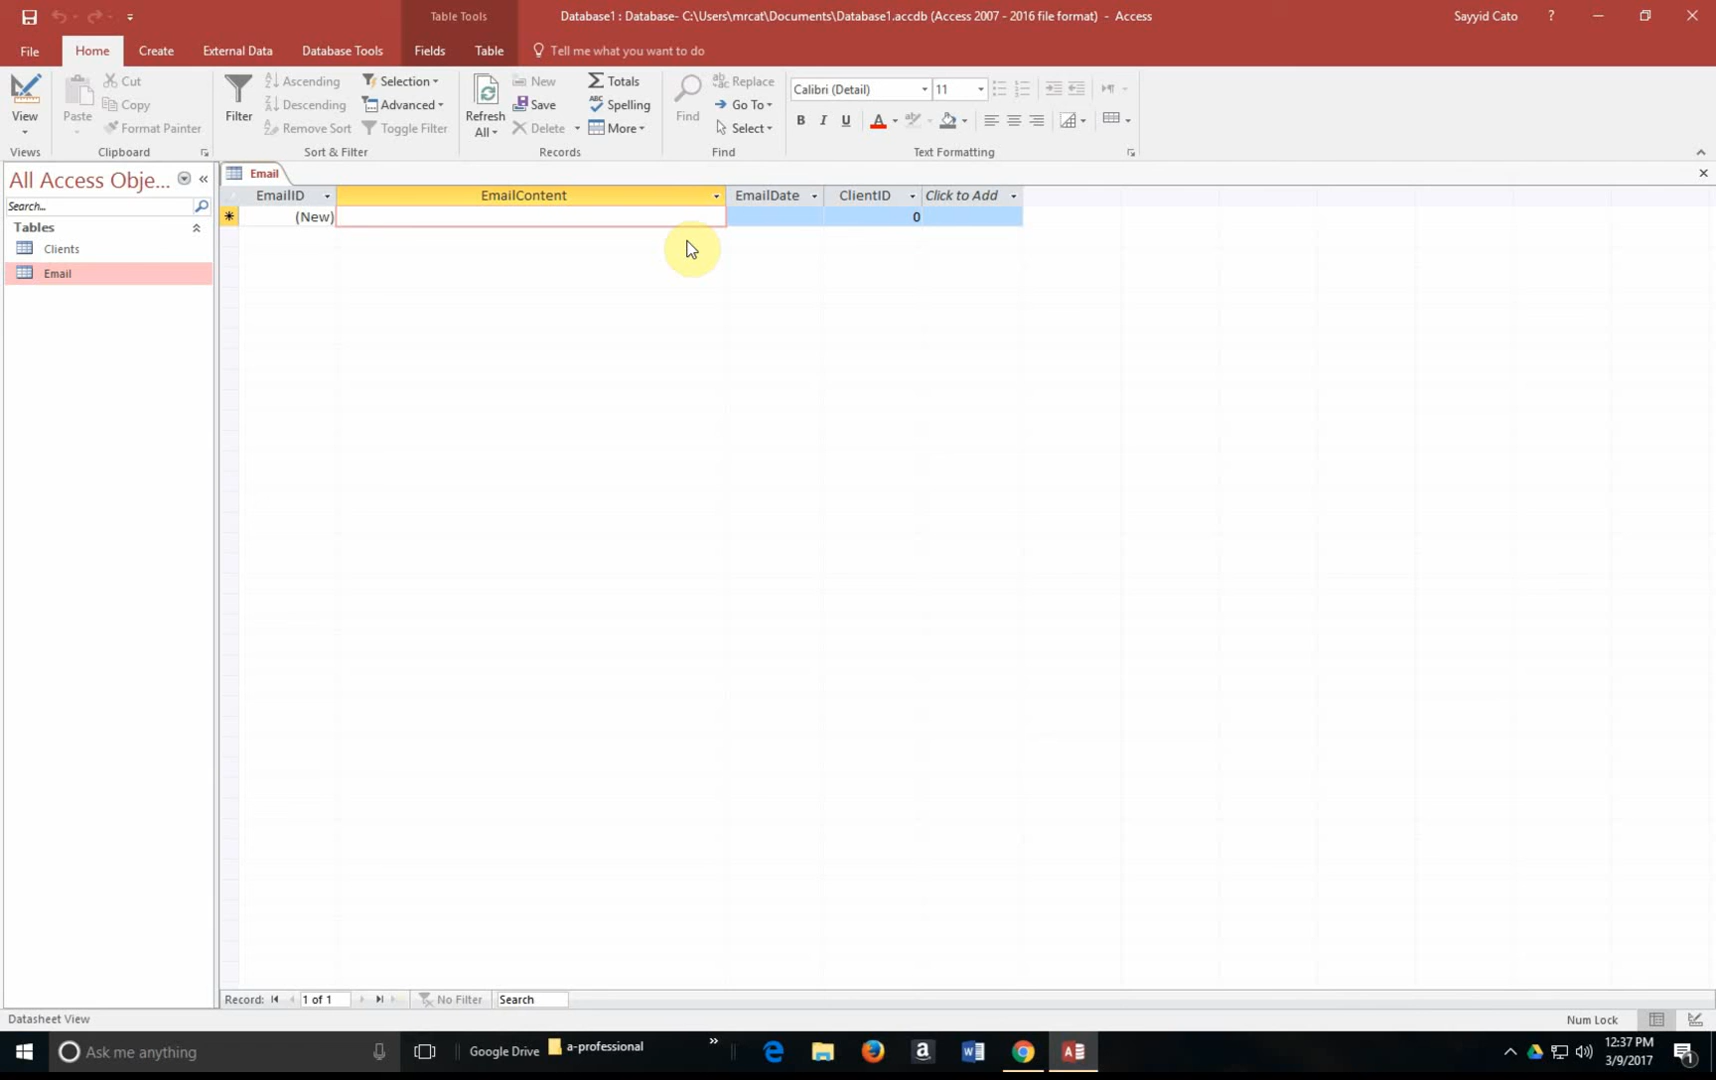 Table Tools
Database1 : Database- C:\Users\mrcat\Documents\Database1.accdb (Access 2007 - 2016 file format) - Access
Sayyid Cato
?
File
Home
Create
External Data
Database Tools
Fields
Table
Tell me what you want to do
View
Views
Paste
Cut
Copy
Format Painter
Clipboard
Filter
Ascending
Descending
Remove Sort
Selection
Advanced
Toggle Filter
Sort & Filter
Refresh
All
New
Save
Delete
Totals
Spelling
More
Records
Find
Replace
Go To
Select
Find
Calibri (Detail)
11
B I U A
Text Formatting
All Access Obje...
Search...
Tables
Clients
Email
Email
EmailID EmailContent EmailDate ClientID Click to Add
(New) 0
Record: 1 of 1 No Filter Search
Datasheet View
Num Lock
Ask me anything
Google Drive
a-professional
12:37 PM
3/9/2017
1